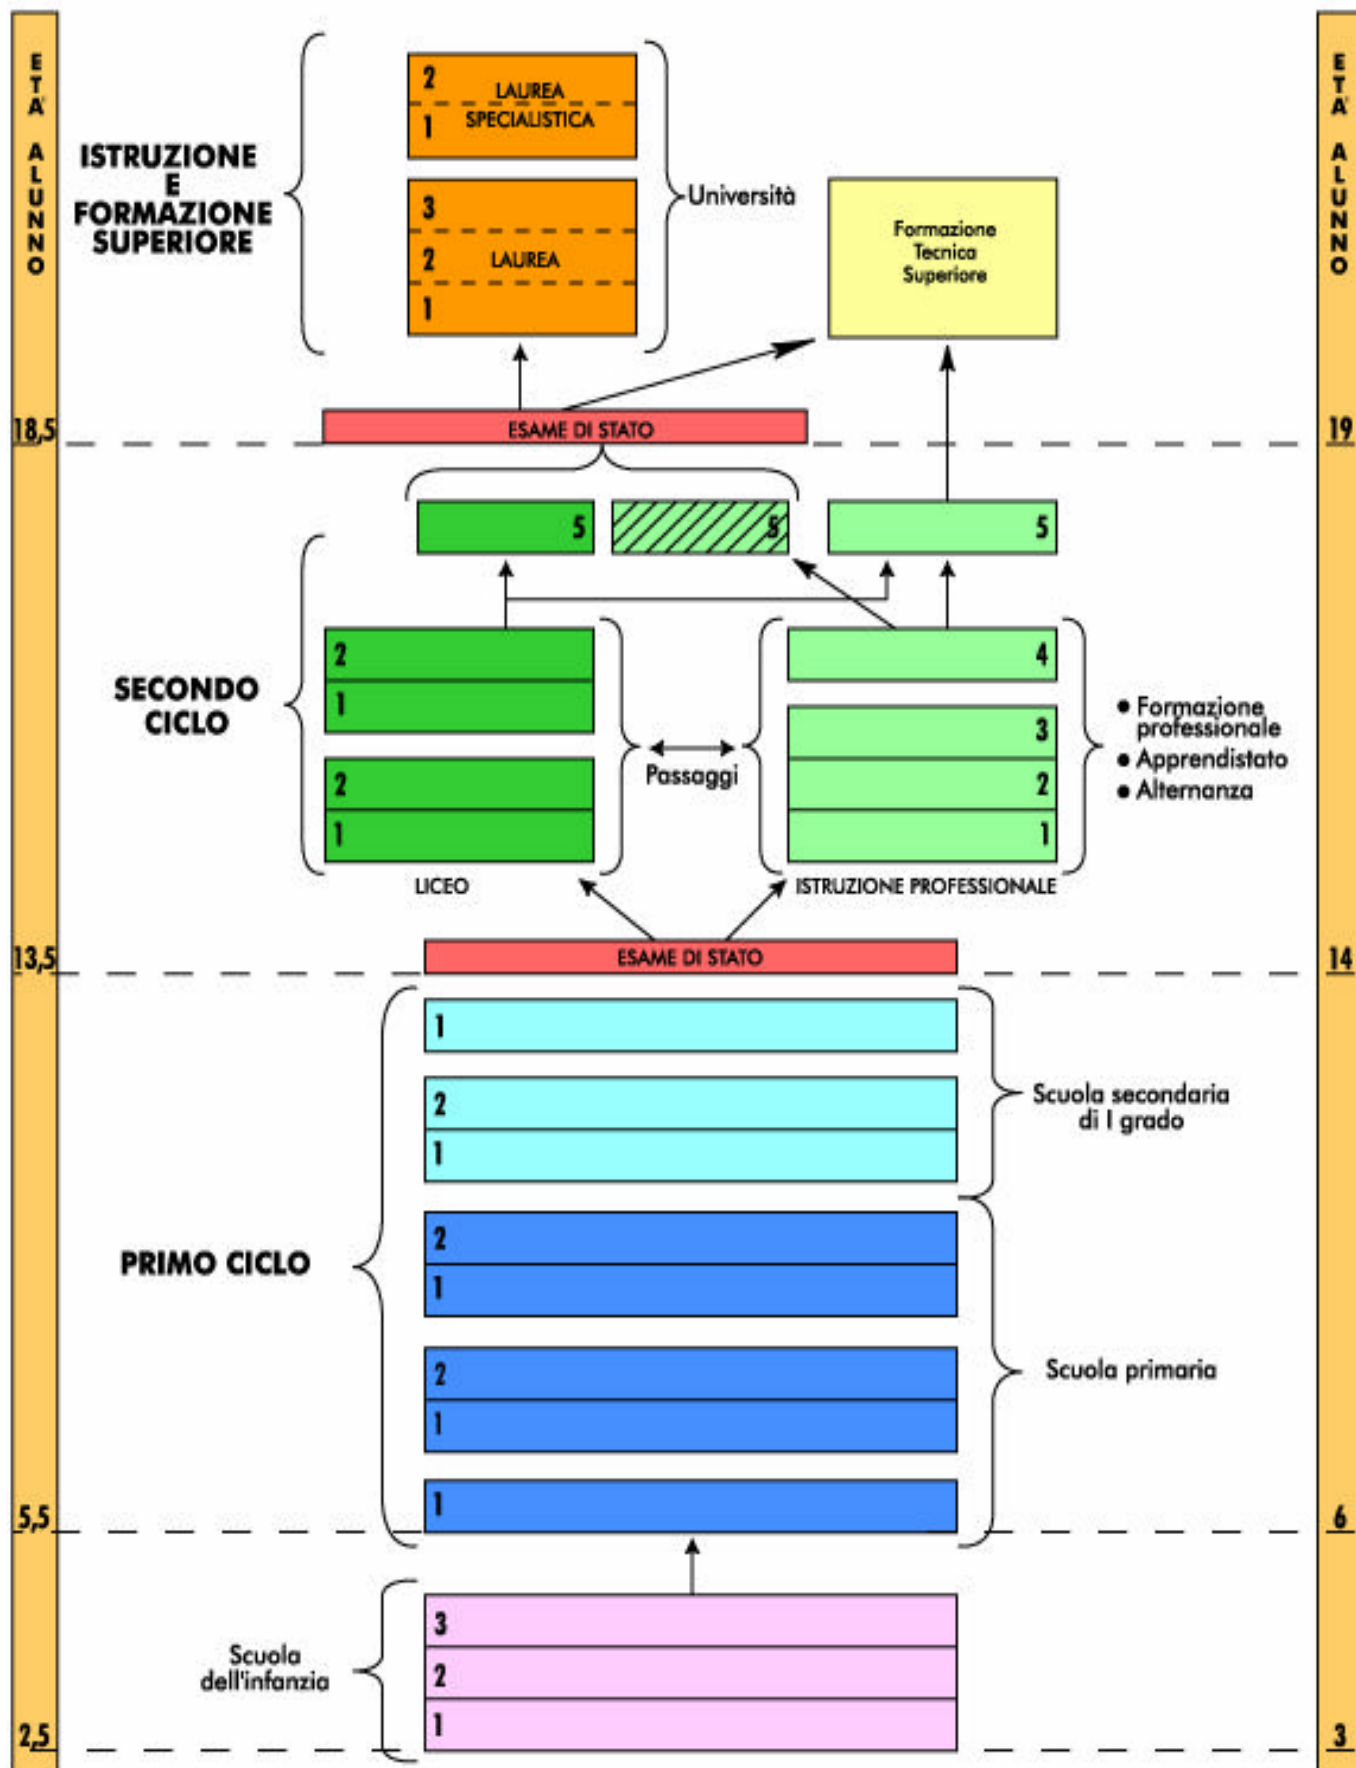 ETÀ ALUNNO
ETÀ ALUNNO
2
LAUREA
1
SPECIALISTICA
ISTRUZIONE
E
FORMAZIONE
SUPERIORE
3
2
LAUREA
1
Università
Formazione
Tecnica
Superiore
18,5
ESAME DI STATO
19
5
5
5
SECONDO
CICLO
2
1
2
1
LICEO
Passaggi
4
3
2
1
ISTRUZIONE PROFESSIONALE
• Formazione
professionale
• Apprendistato
• Alternanza
13,5
ESAME DI STATO
14
PRIMO CICLO
1
2
1
Scuola secondaria
di I grado
2
1
2
1
1
Scuola primaria
5,5
6
Scuola
dell'infanzia
3
2
1
2,5
3